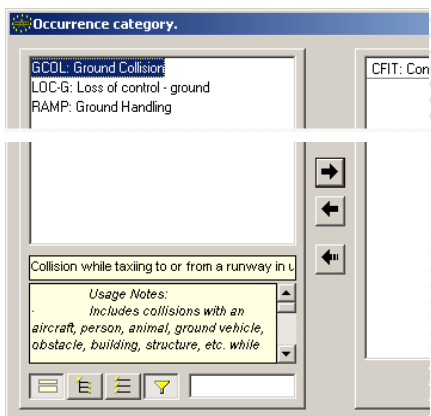 Occurrence category.
GCOL: Ground Collision
LOC-G: Loss of control - ground
RAMP: Ground Handling
CFIT: Con
Collision while taxiing to or from a runway in u
Usage Notes:
· Includes collisions with an
aircraft, person, animal, ground vehicle,
obstacle, building, structure, etc. while